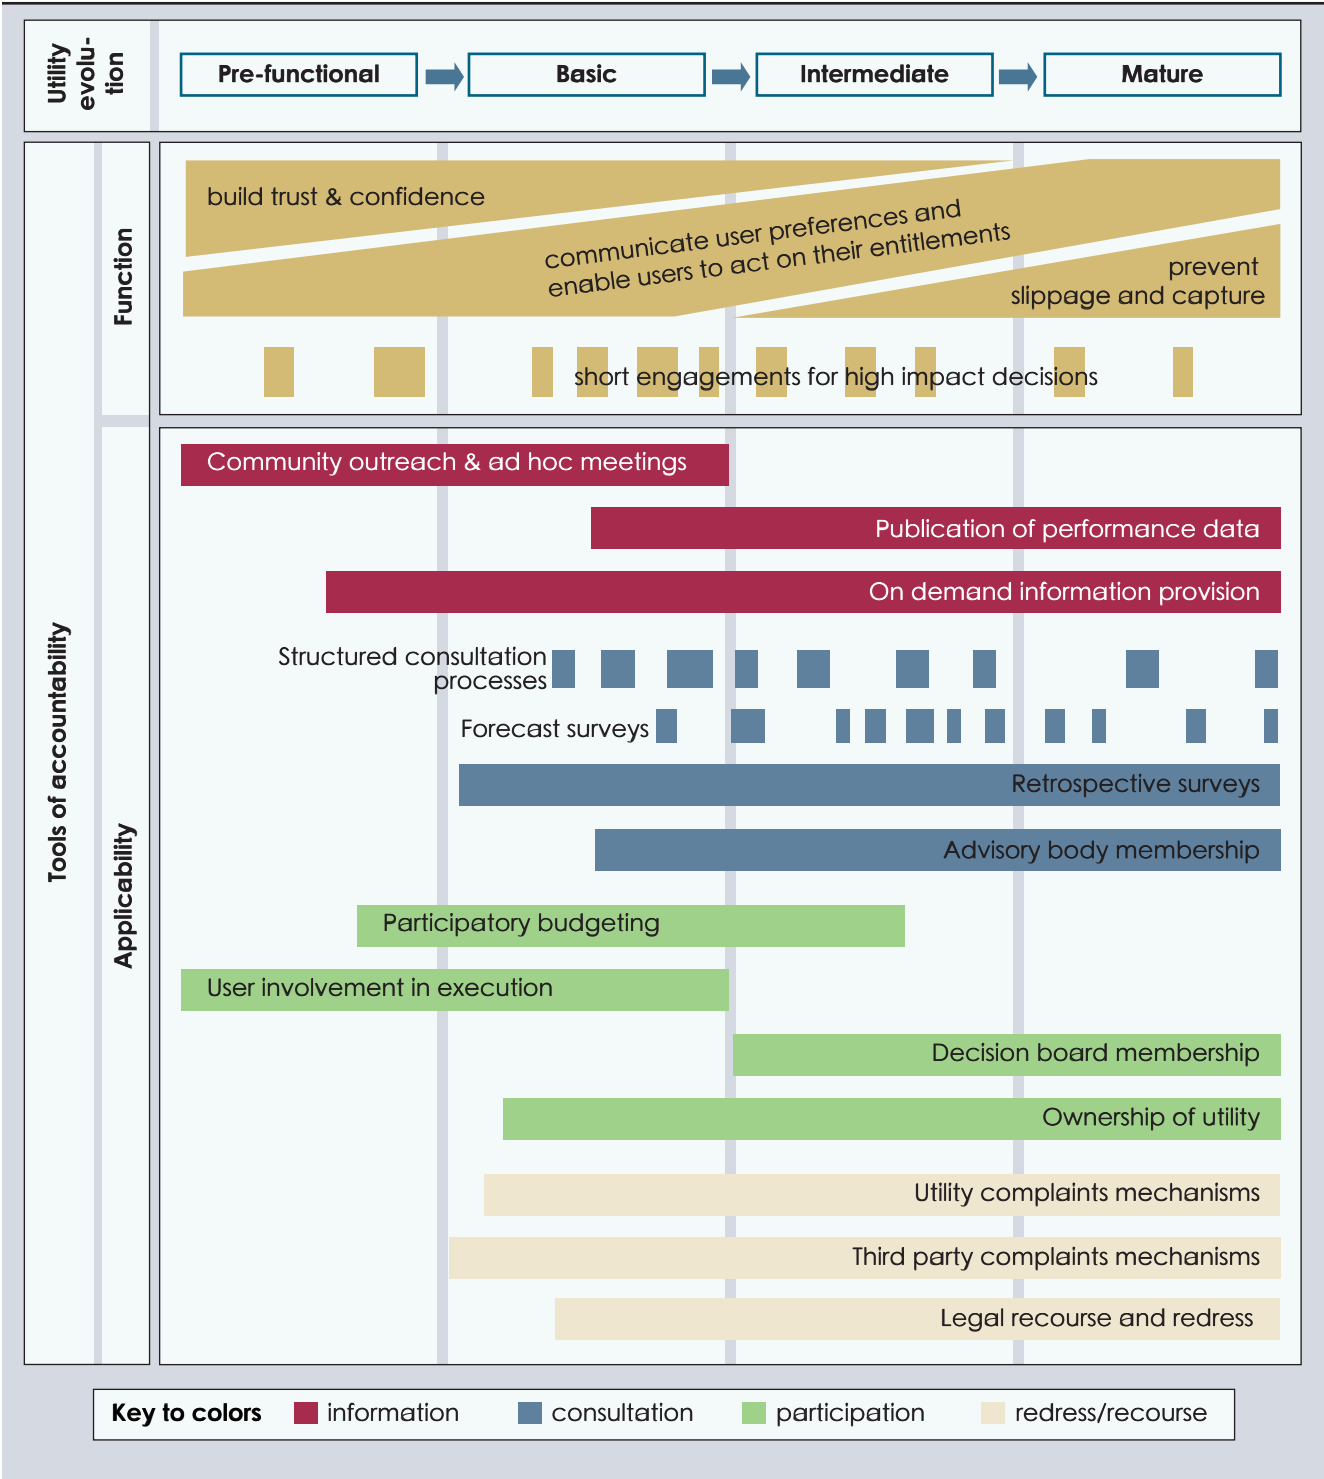 Utility
evolu-
tion
Pre-functional
Basic
Intermediate
Mature
Tools of accountability
Function
build trust & confidence
communicate user preferences and
enable users to act on their entitlements
prevent
slippage and capture
short engagements for high impact decisions
Applicability
Community outreach & ad hoc meetings
Publication of performance data
On demand information provision
Structured consultation
processes
Forecast surveys
Retrospective surveys
Advisory body membership
Participatory budgeting
User involvement in execution
Decision board membership
Ownership of utility
Utility complaints mechanisms
Third party complaints mechanisms
Legal recourse and redress
Key to colors
information
consultation
participation
redress/recourse